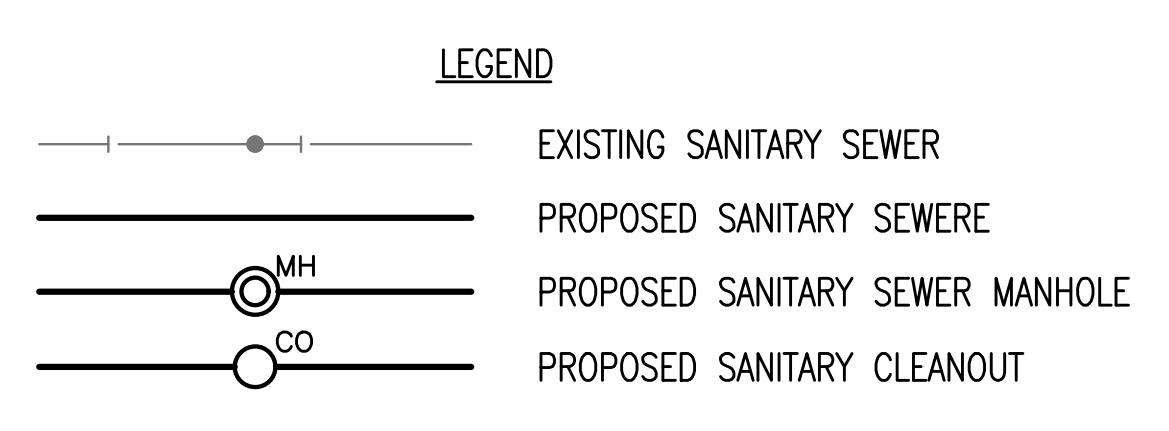 LEGEND
EXISTING SANITARY SEWER
PROPOSED SANITARY SEWERE
MH
PROPOSED SANITARY SEWER MANHOLE
CO
PROPOSED SANITARY CLEANOUT